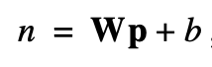 n = Wp + b ,